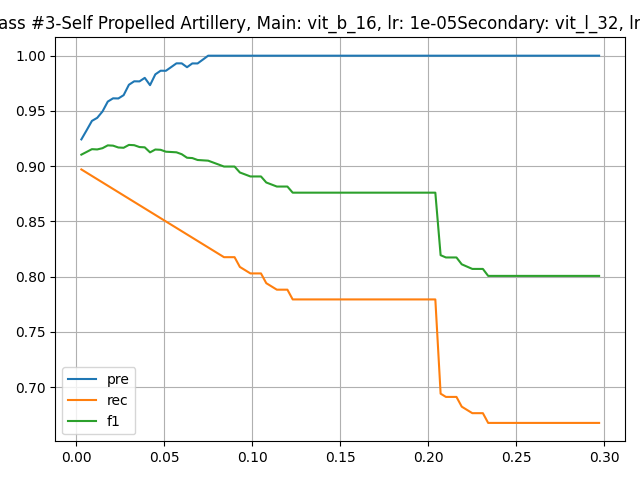 ass #3-Self Propelled Artillery, Main: vit_b_16, lr: 1e-05Secondary: vit_l_32, lr
1.00
0.95
0.90
0.85
0.80
0.75
0.70
pre
rec
f1
0.00 0.05 0.10 0.15 0.20 0.25 0.30